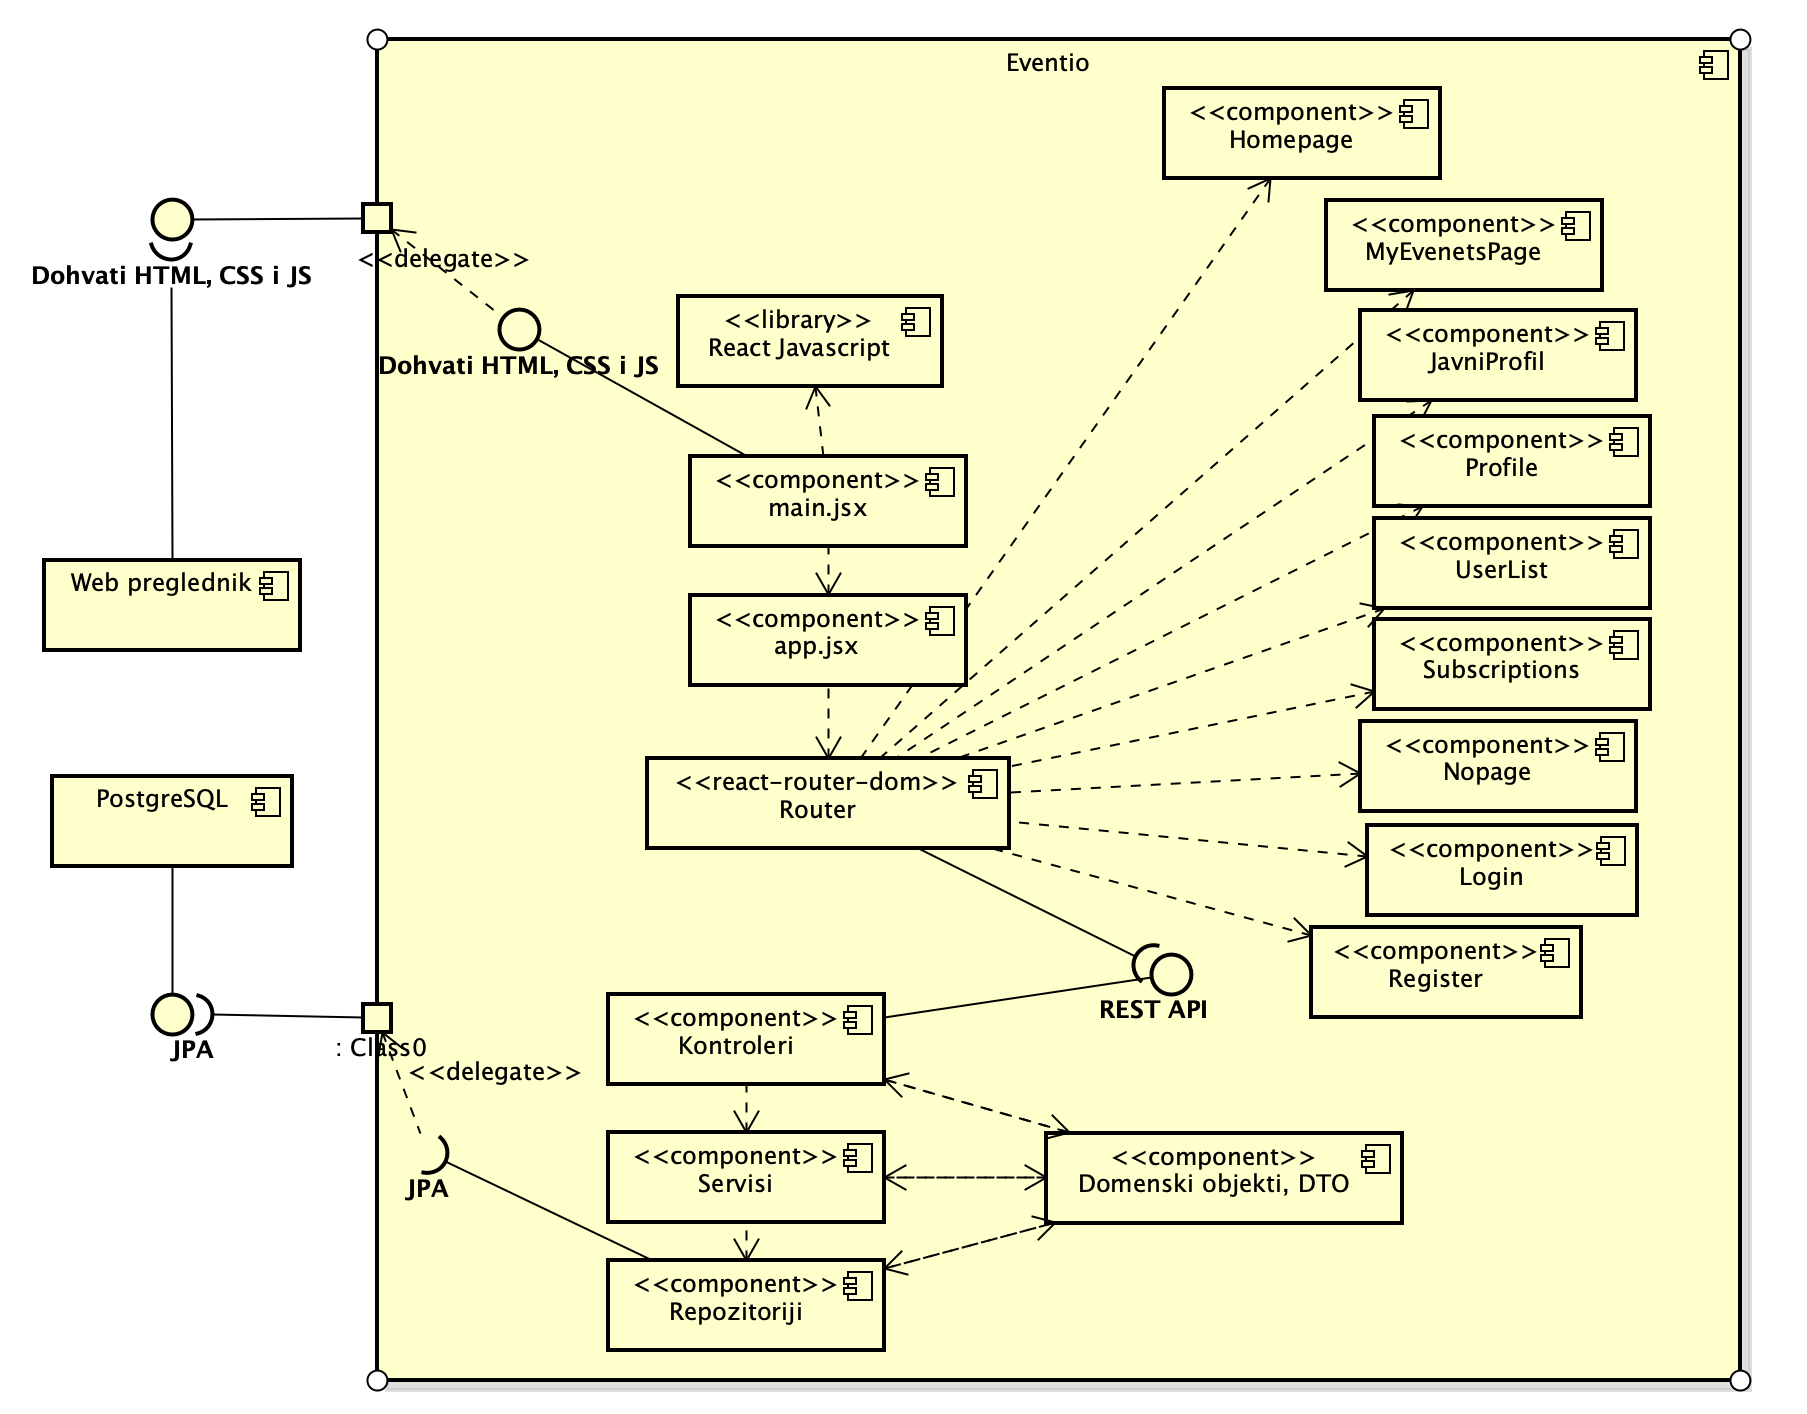 Eventio
<<component>>
Homepage
<<component>>
MyEvenetsPage
<<delegate>>
Dohvati HTML, CSS i JS
Dohvati HTML, CSS i JS
<<library>>
React Javascript
<<component>>
JavniProfil
<<component>>
Profile
<<component>>
main.jsx
<<component>>
UserList
Web preglednik
<<component>>
app.jsx
<<component>>
Subscriptions
<<component>>
Nopage
PostgreSQL
<<react-router-dom>>
Router
<<component>>
Login
<<component>>
Register
REST API
<<component>>
Kontroleri
JPA
: Class0
<<delegate>>
<<component>>
Servisi
<<component>>
Domenski objekti, DTO
JPA
<<component>>
Repozitoriji